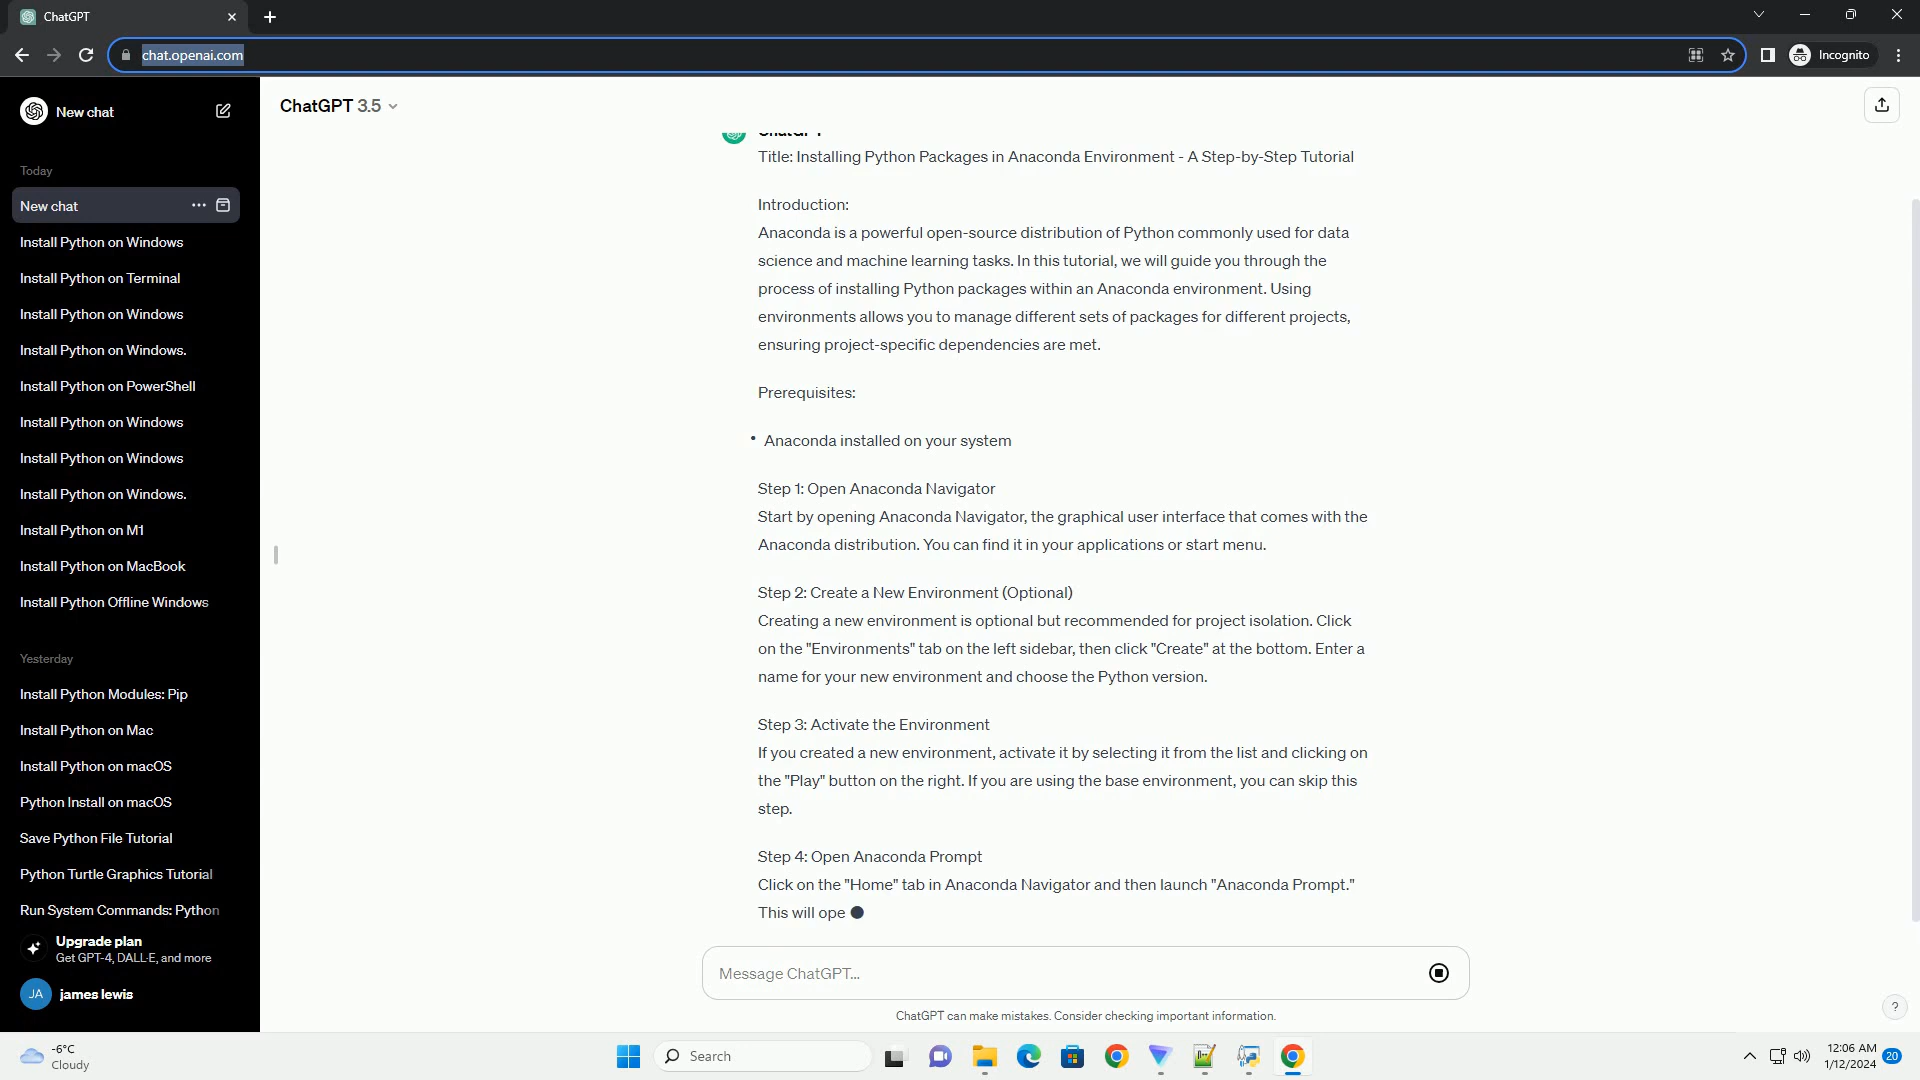 ChatGPT
chat.openai.com
Incognito
New chat
ChatGPT 3.5
Today
New chat
Install Python on Windows
Install Python on Terminal
Install Python on Windows
Install Python on Windows.
Install Python on PowerShell
Install Python on Windows
Install Python on Windows
Install Python on Windows.
Install Python on M1
Install Python on MacBook
Install Python Offline Windows
Yesterday
Install Python Modules: Pip
Install Python on Mac
Install Python on macOS
Python Install on macOS
Save Python File Tutorial
Python Turtle Graphics Tutorial
Run System Commands: Python
Upgrade plan
Get GPT-4, DALL·E, and more
JA james lewis
ChatGPT
Title: Installing Python Packages in Anaconda Environment - A Step-by-Step Tutorial
Introduction:
Anaconda is a powerful open-source distribution of Python commonly used for data
science and machine learning tasks. In this tutorial, we will guide you through the
process of installing Python packages within an Anaconda environment. Using
environments allows you to manage different sets of packages for different projects,
ensuring project-specific dependencies are met.
Prerequisites:
• Anaconda installed on your system
Step 1: Open Anaconda Navigator
Start by opening Anaconda Navigator, the graphical user interface that comes with the
Anaconda distribution. You can find it in your applications or start menu.
Step 2: Create a New Environment (Optional)
Creating a new environment is optional but recommended for project isolation. Click
on the "Environments" tab on the left sidebar, then click "Create" at the bottom. Enter a
name for your new environment and choose the Python version.
Step 3: Activate the Environment
If you created a new environment, activate it by selecting it from the list and clicking on
the "Play" button on the right. If you are using the base environment, you can skip this
step.
Step 4: Open Anaconda Prompt
Click on the "Home" tab in Anaconda Navigator and then launch "Anaconda Prompt."
This will ope
Message ChatGPT...
ChatGPT can make mistakes. Consider checking important information.
?
-6°C
Cloudy
Search
12:06 AM
1/12/2024
20